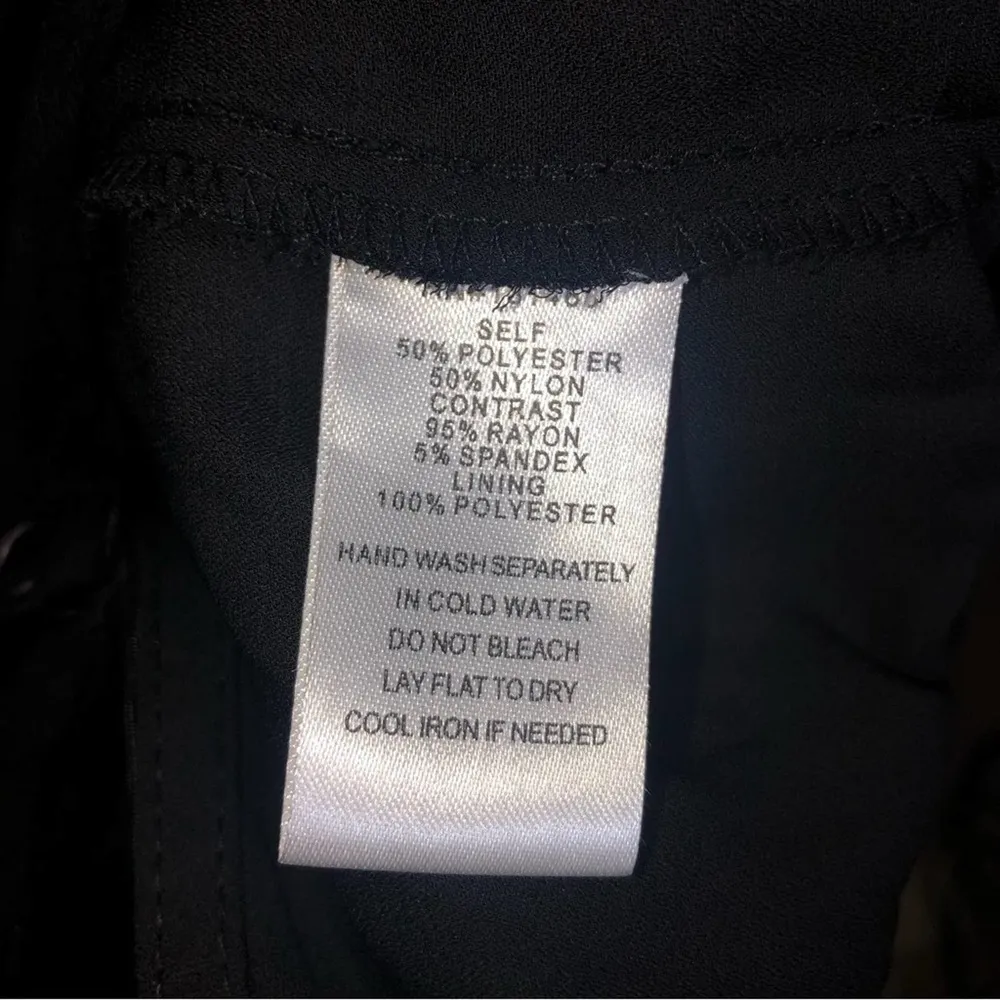 SELF
50% POLYESTER
50% NYLON
CONTRAST
95% RAYON
5% SPANDEX
LINING
100% POLYESTER
HAND WASH SEPARATELY
IN COLD WATER
DO NOT BLEACH
LAY FLAT TO DRY
COOL IRON IF NEEDED